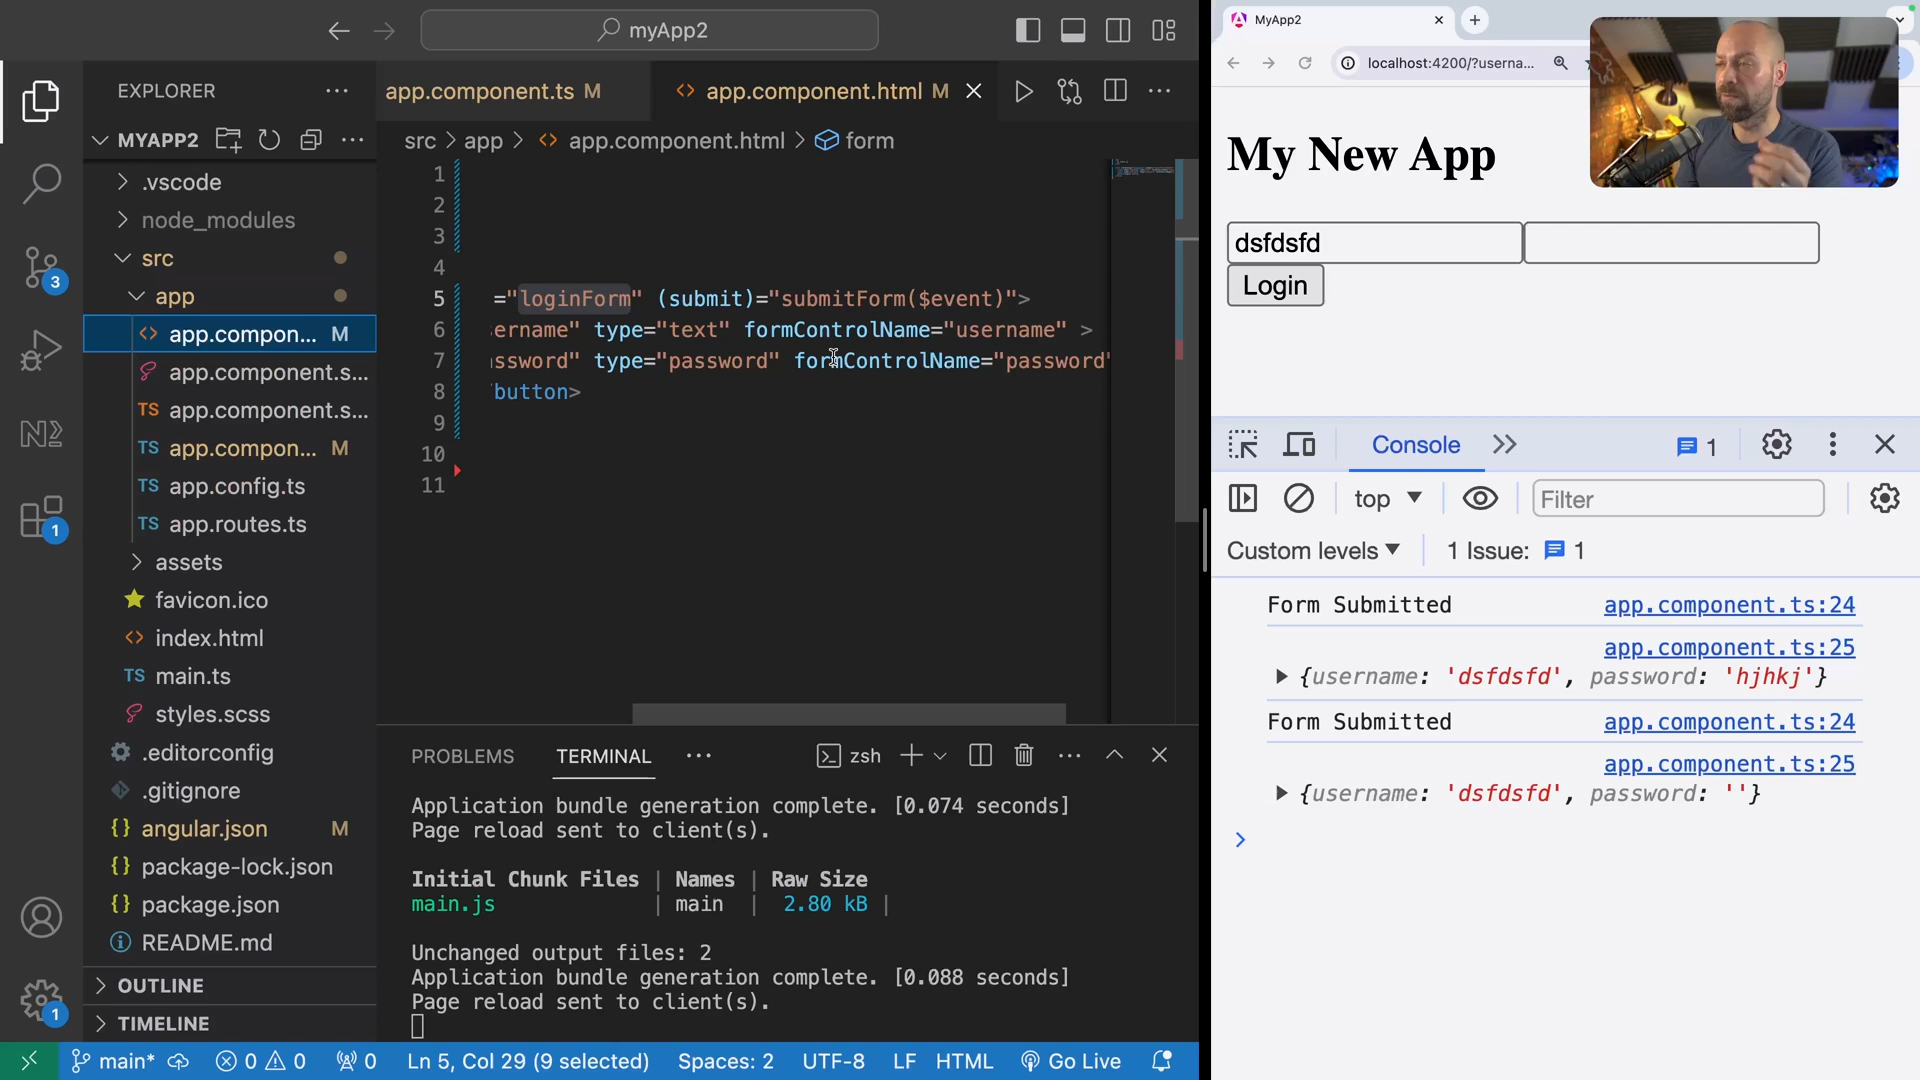 myApp2
EXPLORER
MYAPP2
.vscode
node_modules
src
app
app.compon... M
app.component.s...
TS app.component.s...
TS app.compon... M
TS app.config.ts
TS app.routes.ts
assets
favicon.ico
index.html
TS main.ts
styles.scss
.editorconfig
.gitignore
{} angular.json M
{} package-lock.json
{} package.json
README.md
OUTLINE
TIMELINE
3
1
1
app.component.ts M
app.component.html M
src > app > app.component.html > form
1
2
3
4
5 ="loginForm" (submit)="submitForm($event)">
6 ername" type="text" formControlName="username" >
7 ssword" type="password" formControlName="password"
8 button>
9
10
11
PROBLEMS TERMINAL zsh
Application bundle generation complete. [0.074 seconds]
Page reload sent to client(s).
Initial Chunk Files | Names | Raw Size
main.js | main | 2.80 kB |
Unchanged output files: 2
Application bundle generation complete. [0.088 seconds]
Page reload sent to client(s).
main* 0 0 0 Ln 5, Col 29 (9 selected) Spaces: 2 UTF-8 LF HTML Go Live
MyApp2
localhost:4200/?userna...
My New App
dsfdsfd
Login
Console 1
top Filter
Custom levels 1 Issue: 1
Form Submitted app.component.ts:24
app.component.ts:25
{username: 'dsfdsfd', password: 'hjhkj'}
Form Submitted app.component.ts:24
app.component.ts:25
{username: 'dsfdsfd', password: ''}